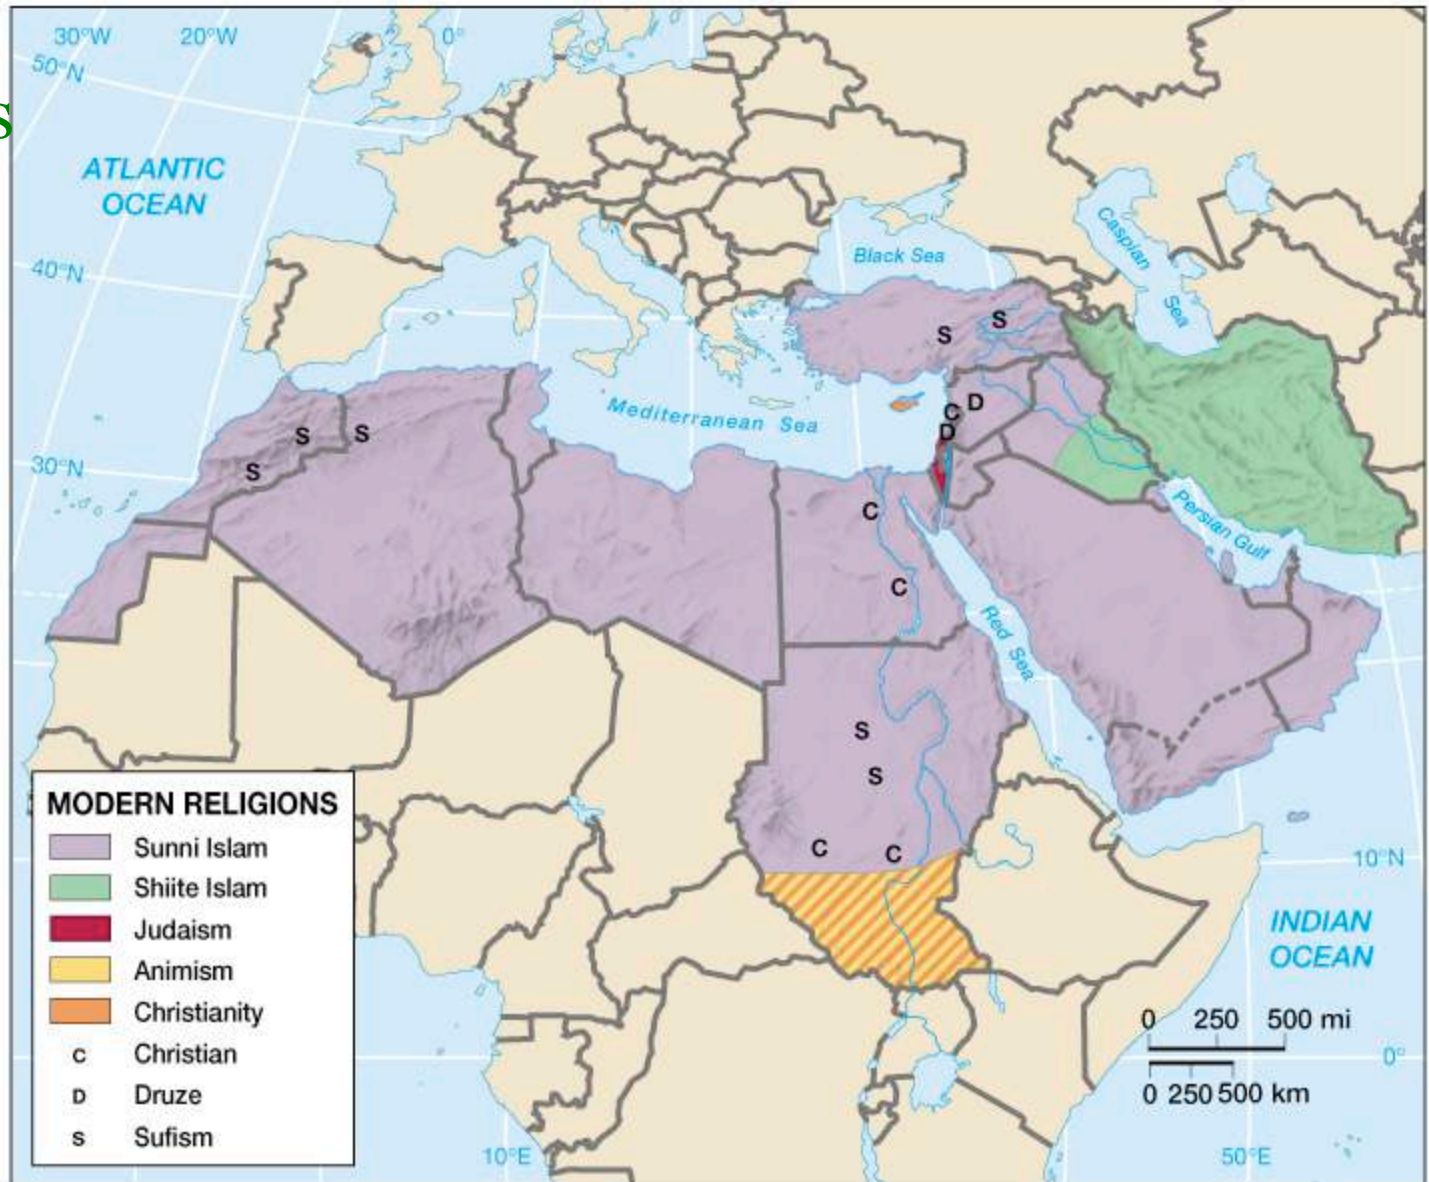 30°W
20°W
0°
50°N
S
ATLANTIC
OCEAN
40°N
Black Sea
Caspian
Sea
S
S
Mediterranean Sea
C
D
D
S
S
S
30°N
C
Persian Gulf
C
Red Sea
S
S
C
C
10°N
INDIAN
OCEAN
MODERN RELIGIONS
Sunni Islam
Shiite Islam
Judaism
Animism
Christianity
C Christian
D Druze
S Sufism
0 250 500 mi
0 250 500 km
0°
10°E
50°E